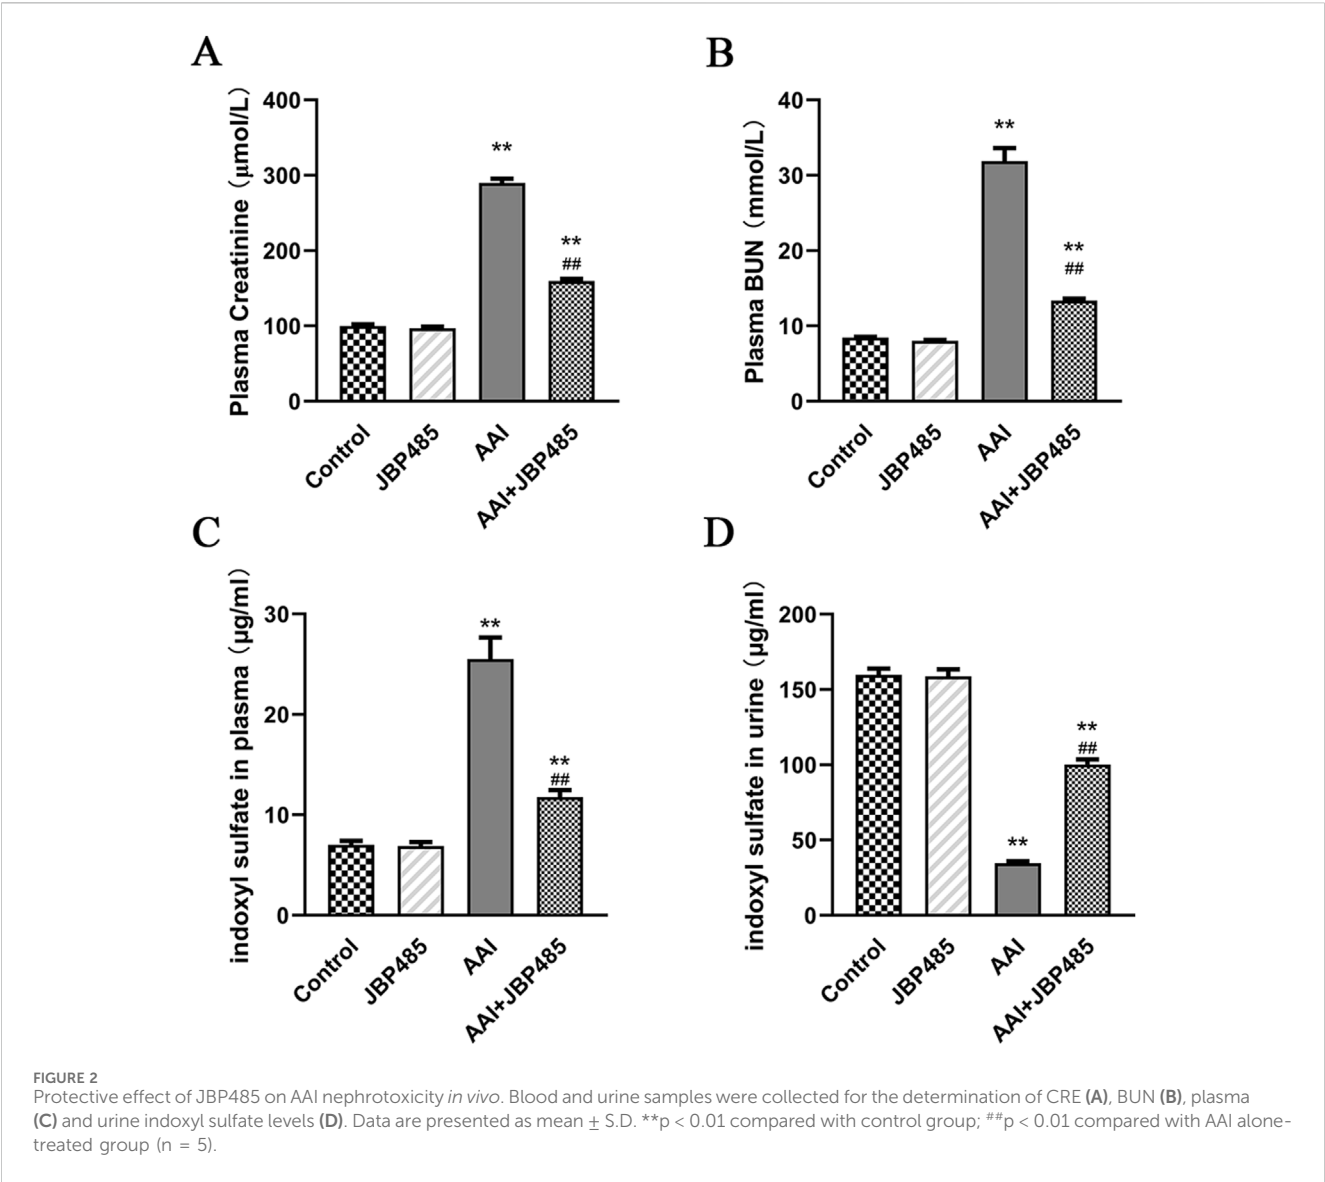 A
Plasma Creatinine (μmol/L)
400
300
200
100
0
**
**
##
Control
JBP485
AAI
AAI+JBP485
B
Plasma BUN (mmol/L)
40
30
20
10
0
**
**
##
Control
JBP485
AAI
AAI+JBP485
C
indoxyl sulfate in plasma (μg/ml)
30
20
10
0
**
**
##
Control
JBP485
AAI
AAI+JBP485
D
indoxyl sulfate in urine (μg/ml)
200
150
100
50
0
**
**
##
Control
JBP485
AAI
AAI+JBP485
FIGURE 2
Protective effect of JBP485 on AAI nephrotoxicity in vivo. Blood and urine samples were collected for the determination of CRE (A), BUN (B), plasma
(C) and urine indoxyl sulfate levels (D). Data are presented as mean ± S.D. **p < 0.01 compared with control group; ##p < 0.01 compared with AAI alone-
treated group (n = 5).